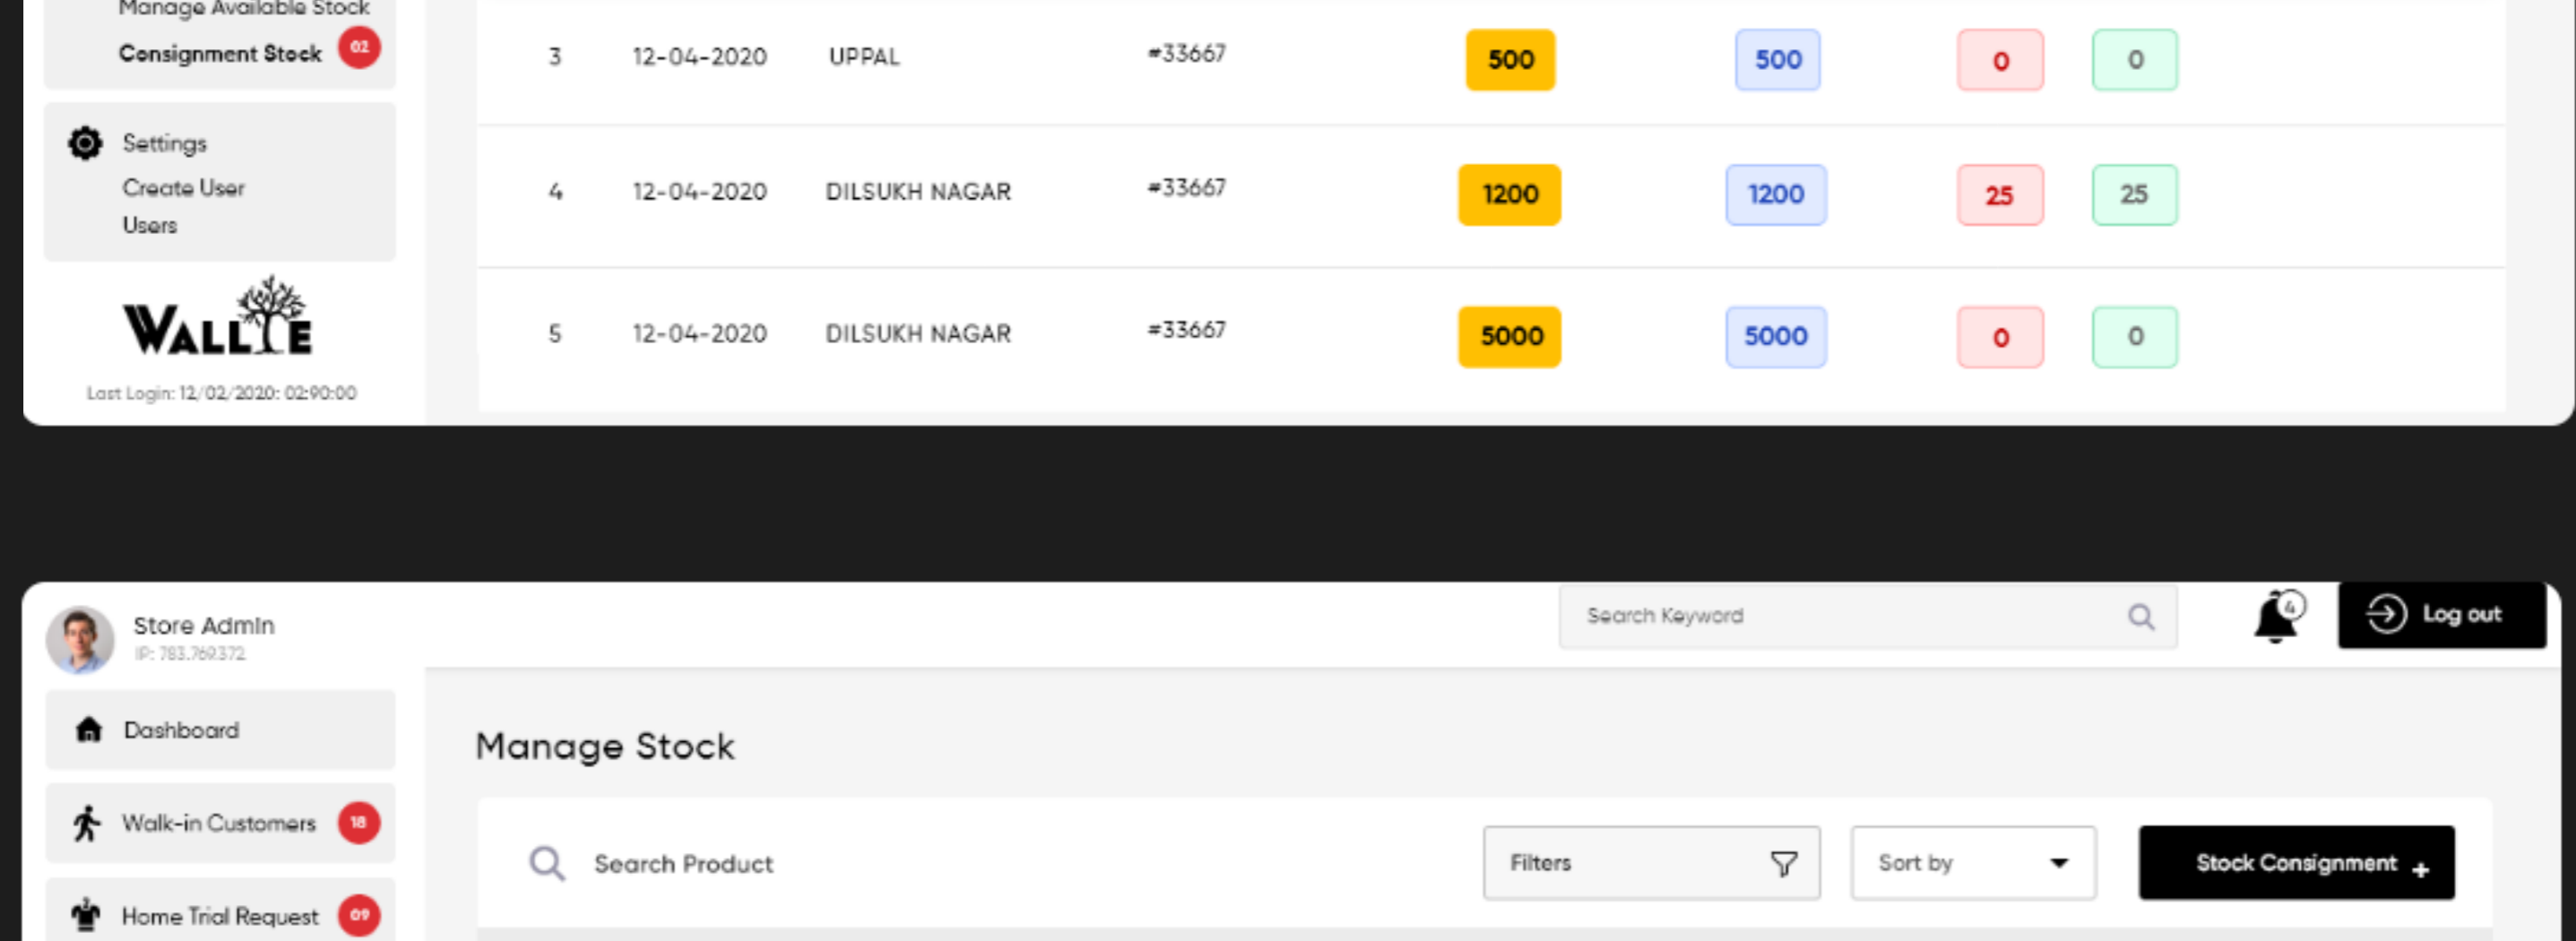 Manage Available Stock
Consignment Stock 02
Settings
Create User
Users
WALLTE
Last Login: 12/02/2020: 02:90:00
3 12-04-2020 UPPAL #33667 500 500 0 0
4 12-04-2020 DILSUKH NAGAR #33667 1200 1200 25 25
5 12-04-2020 DILSUKH NAGAR #33667 5000 5000 0 0
Store Admin
IP: 783.769.372
Search Keyword
4
Log out
Dashboard
Walk-in Customers 18
Home Trial Request 09
Manage Stock
Search Product
Filters
Sort by
Stock Consignment +